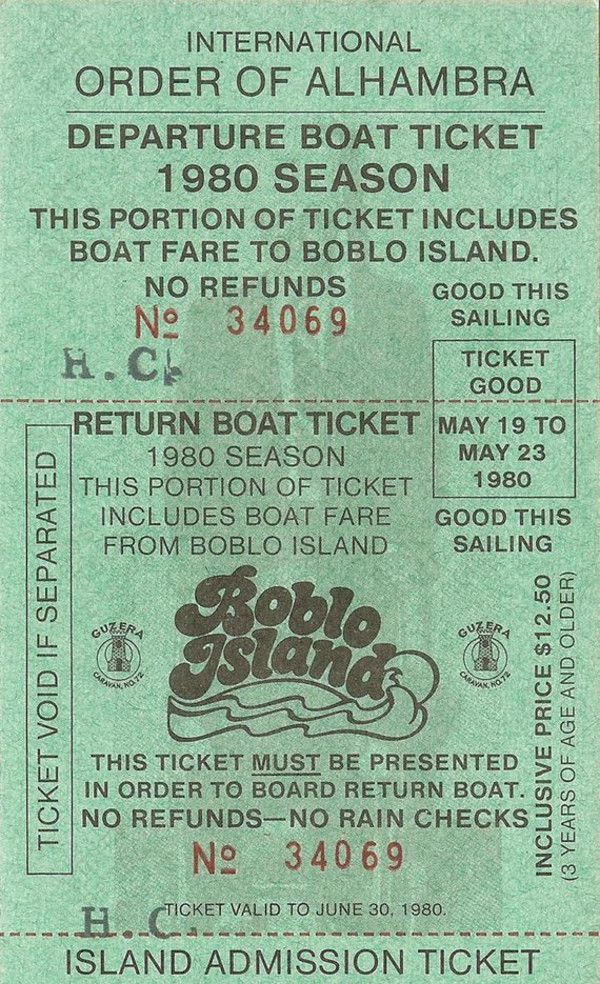 INTERNATIONAL
ORDER OF ALHAMBRA
DEPARTURE BOAT TICKET
1980 SEASON
THIS PORTION OF TICKET INCLUDES
BOAT FARE TO BOBLO ISLAND.
NO REFUNDS
Nº 34069
H.C.
GOOD THIS
SAILING
TICKET
GOOD
MAY 19 TO
MAY 23
1980
GOOD THIS
SAILING
RETURN BOAT TICKET
1980 SEASON
THIS PORTION OF TICKET
INCLUDES BOAT FARE
FROM BOBLO ISLAND
TICKET VOID IF SEPARATED
GUZERA
CARAVAN, NO. 72
Boblo
Island
GUZERA
CARAVAN, NO. 72
INCLUSIVE PRICE $12.50
(3 YEARS OF AGE AND OLDER)
THIS TICKET MUST BE PRESENTED
IN ORDER TO BOARD RETURN BOAT.
NO REFUNDS—NO RAIN CHECKS
Nº 34069
H.C.
TICKET VALID TO JUNE 30, 1980.
ISLAND ADMISSION TICKET